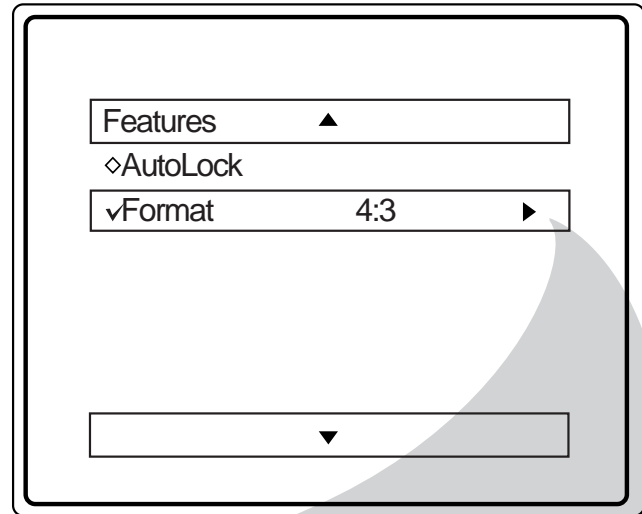 Features ▲
◇AutoLock
✓Format 4:3 ▶
▼